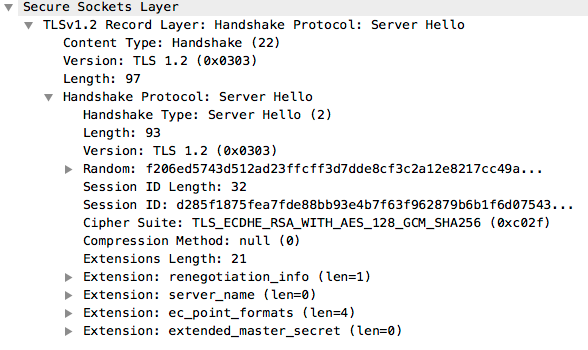 Secure Sockets Layer
TLSv1.2 Record Layer: Handshake Protocol: Server Hello
Content Type: Handshake (22)
Version: TLS 1.2 (0x0303)
Length: 97
Handshake Protocol: Server Hello
Handshake Type: Server Hello (2)
Length: 93
Version: TLS 1.2 (0x0303)
Random: f206ed5743d512ad23ffcff3d7dde8cf3c2a12e8217cc49a...
Session ID Length: 32
Session ID: d285f1875fea7fde88bb93e4b7f63f962879b6b1f6d07543...
Cipher Suite: TLS_ECDHE_RSA_WITH_AES_128_GCM_SHA256 (0xc02f)
Compression Method: null (0)
Extensions Length: 21
Extension: renegotiation_info (len=1)
Extension: server_name (len=0)
Extension: ec_point_formats (len=4)
Extension: extended_master_secret (len=0)